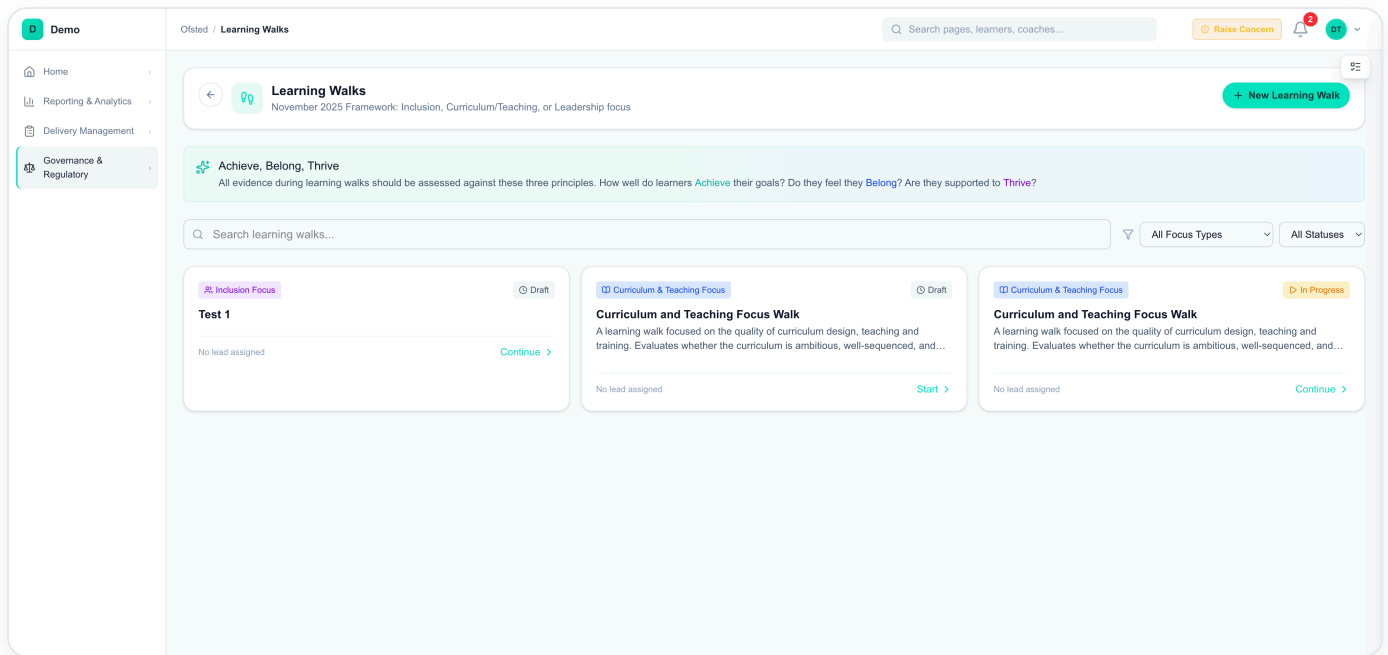 D Demo
Ofsted / Learning Walks
Search pages, learners, coaches...
Raise Concern
2
DT
Home
Reporting & Analytics
Delivery Management
Governance &
Regulatory
Learning Walks
November 2025 Framework: Inclusion, Curriculum/Teaching, or Leadership focus
+ New Learning Walk
Achieve, Belong, Thrive
All evidence during learning walks should be assessed against these three principles. How well do learners Achieve their goals? Do they feel they Belong? Are they supported to Thrive?
Search learning walks...
All Focus Types
All Statuses
Inclusion Focus
Draft
Test 1
No lead assigned
Continue
Curriculum & Teaching Focus
Draft
Curriculum and Teaching Focus Walk
A learning walk focused on the quality of curriculum design, teaching and
training. Evaluates whether the curriculum is ambitious, well-sequenced, and...
No lead assigned
Start
Curriculum & Teaching Focus
In Progress
Curriculum and Teaching Focus Walk
A learning walk focused on the quality of curriculum design, teaching and
training. Evaluates whether the curriculum is ambitious, well-sequenced, and...
No lead assigned
Continue